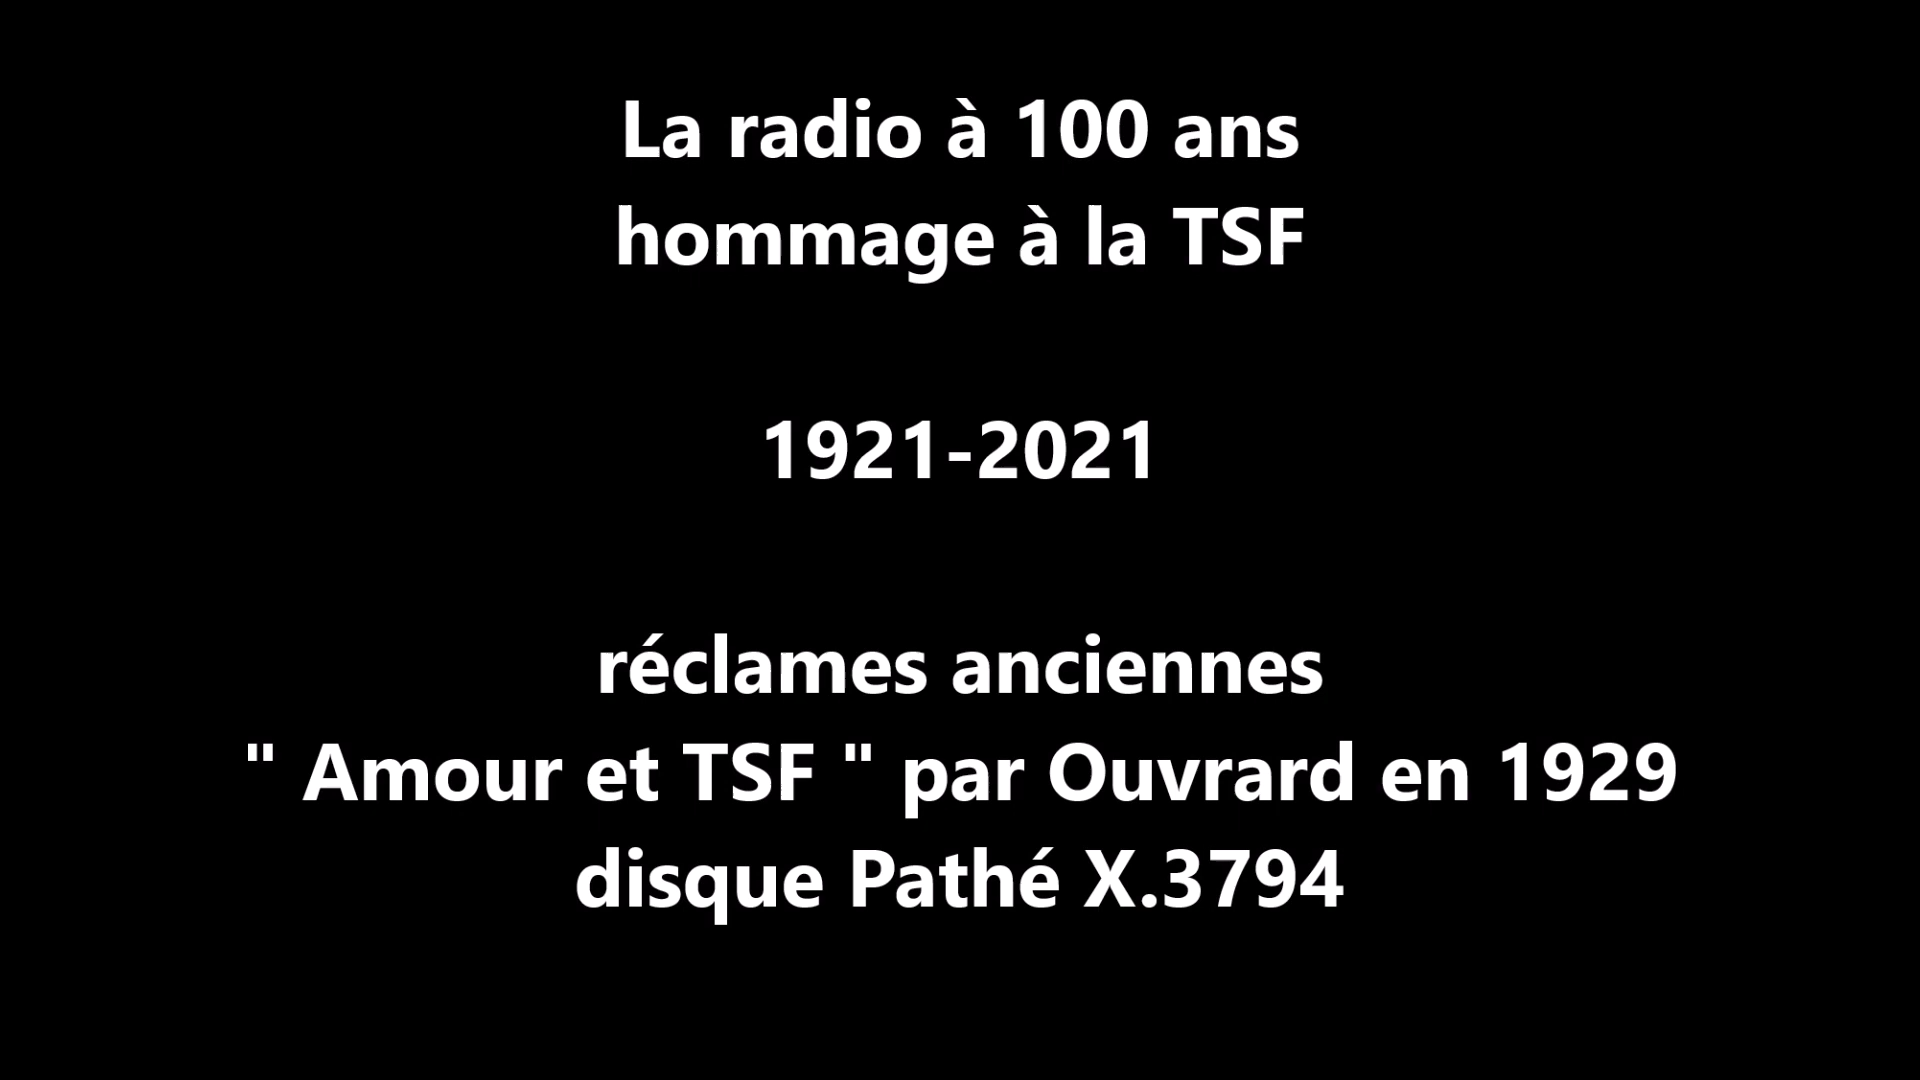 La radio à 100 ans
hommage à la TSF
1921-2021
réclames anciennes
" Amour et TSF " par Ouvrard en 1929
disque Pathé X.3794